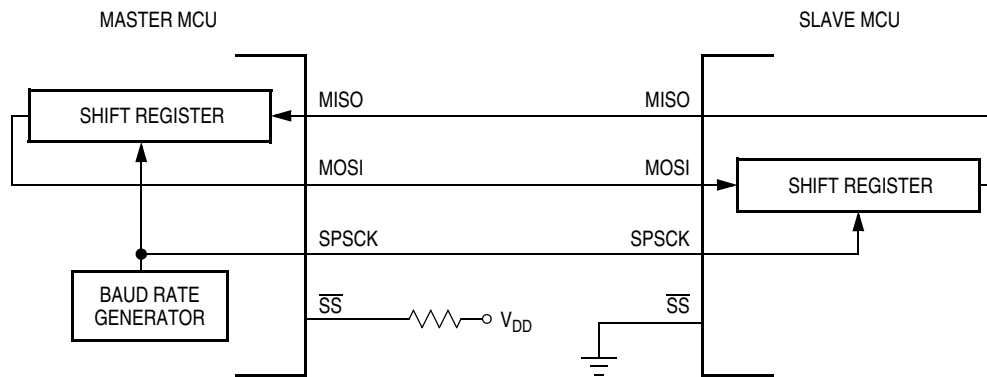 MASTER MCU
SLAVE MCU
SHIFT REGISTER
MISO
MISO
MOSI
MOSI
SHIFT REGISTER
SPSCK
SPSCK
BAUD RATE
GENERATOR
SS
VDD
SS